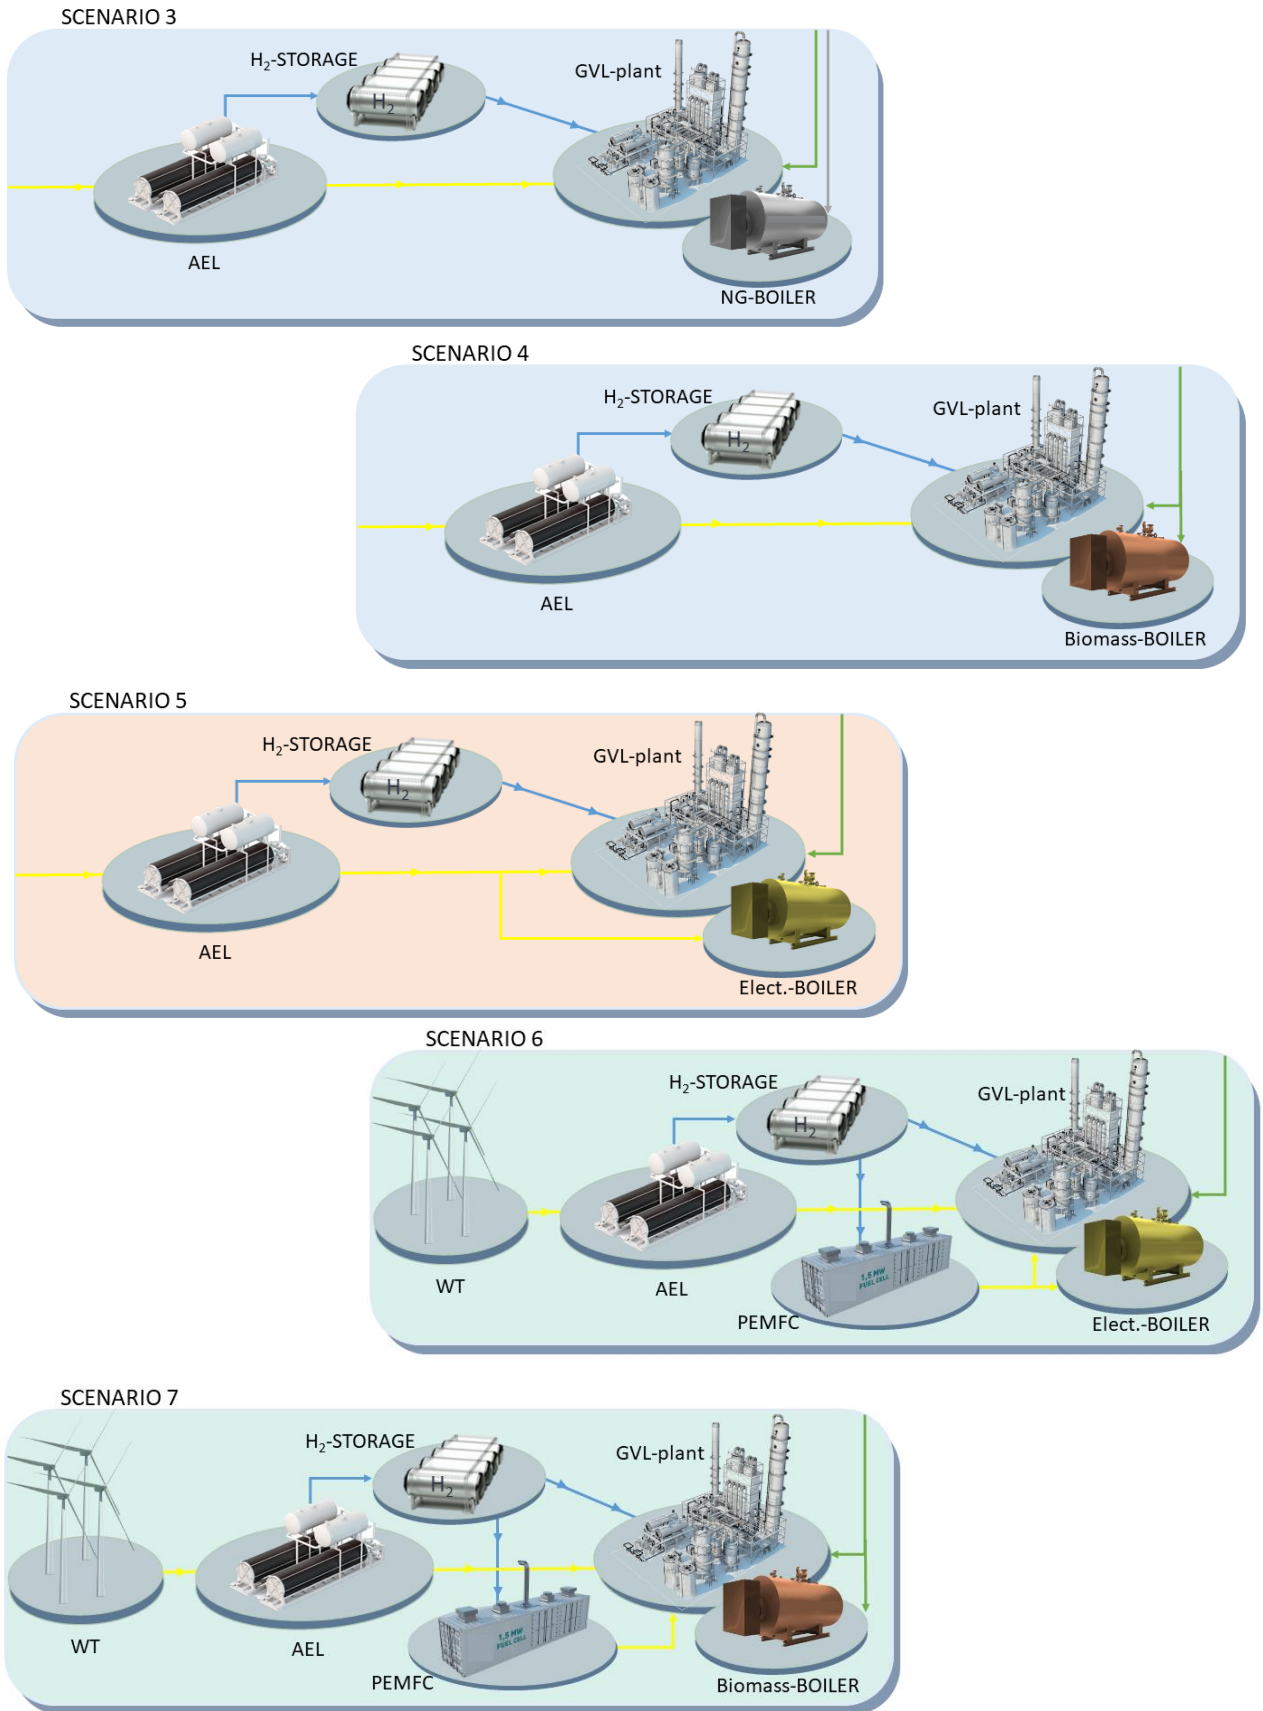 SCENARIO 3
H₂-STORAGE
GVL-plant
H₂
AEL
NG-BOILER
SCENARIO 4
H₂-STORAGE
GVL-plant
H₂
AEL
Biomass-BOILER
SCENARIO 5
H₂-STORAGE
GVL-plant
H₂
AEL
Elect.-BOILER
SCENARIO 6
H₂-STORAGE
GVL-plant
H₂
WT
AEL
1,5 MW
FUEL CELL
PEMFC
Elect.-BOILER
SCENARIO 7
H₂-STORAGE
GVL-plant
H₂
WT
AEL
1,5 MW
FUEL CELL
PEMFC
Biomass-BOILER